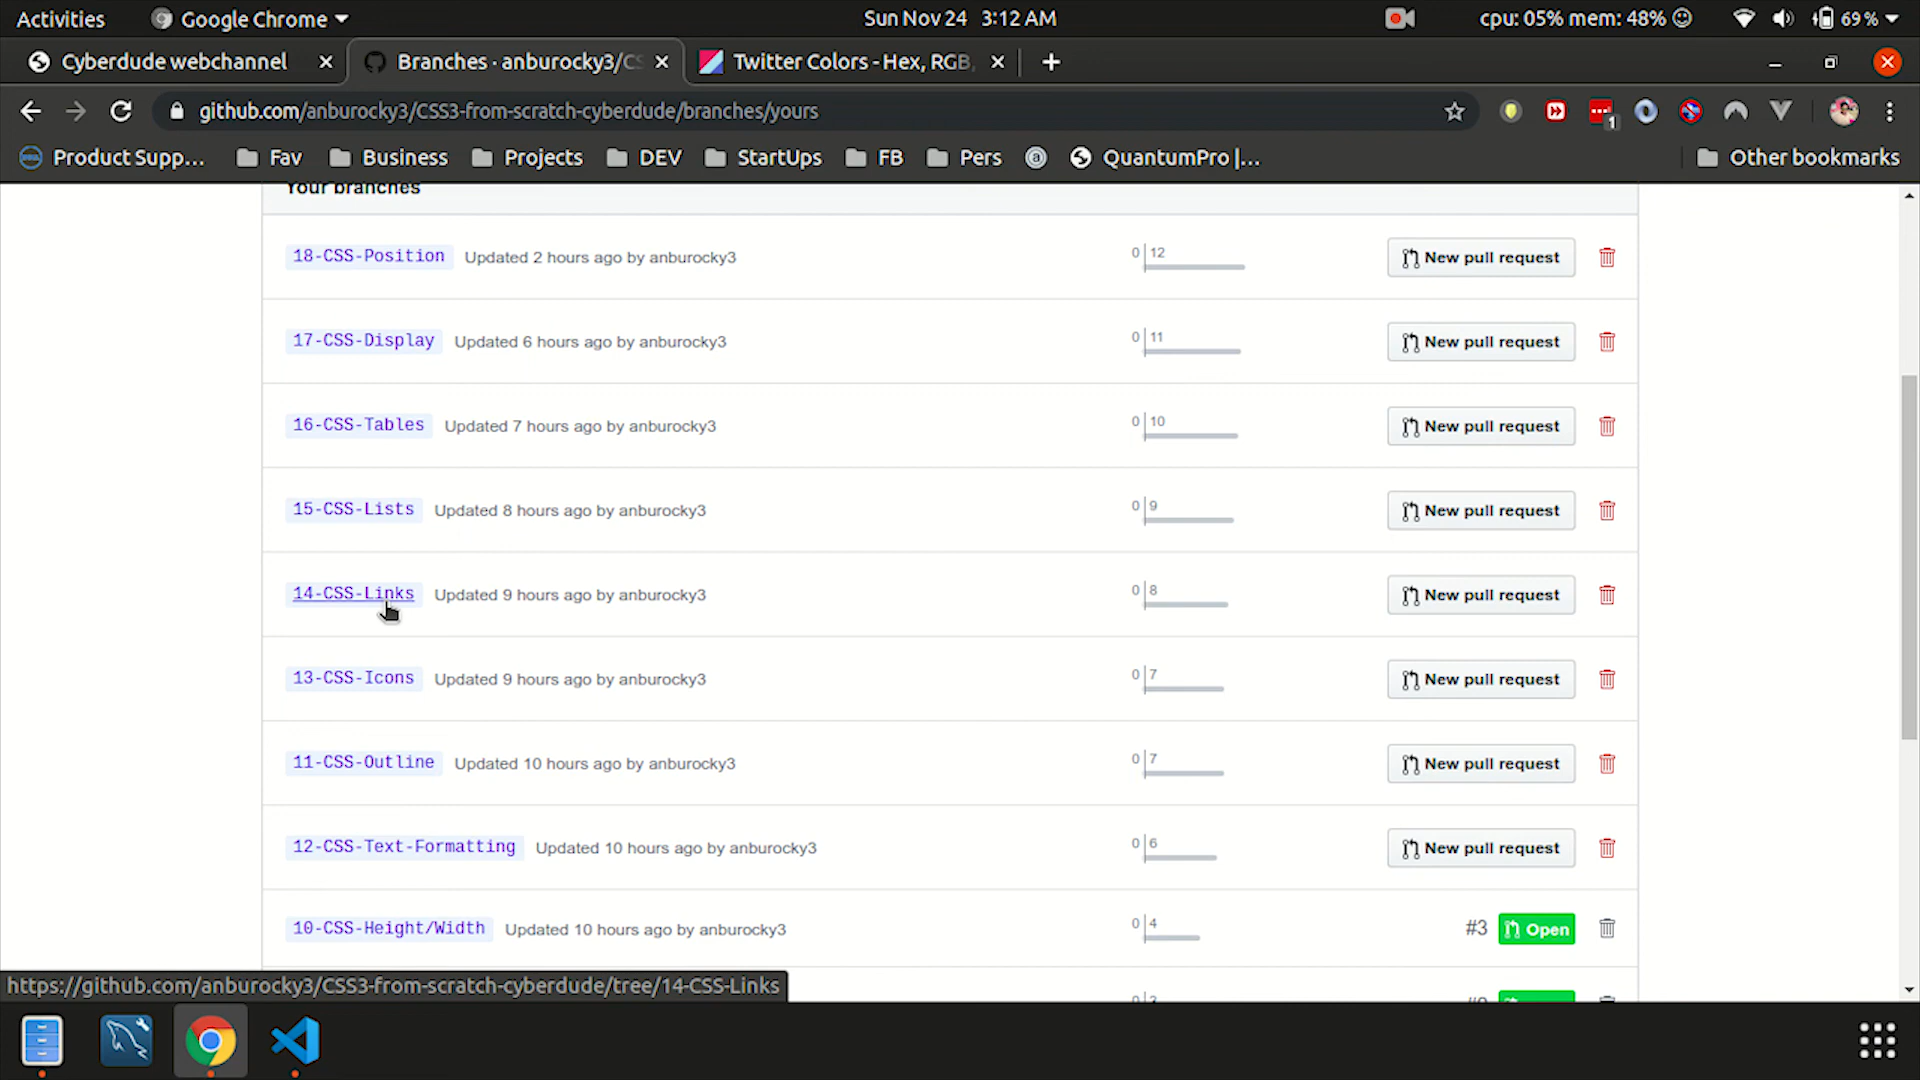 Activities Google Chrome Sun Nov 24 3:12 AM cpu: 05% mem: 48% 69 %
Cyberdude webchannel Branches · anburocky3/CS Twitter Colors - Hex, RGB,
github.com/anburocky3/CSS3-from-scratch-cyberdude/branches/yours 1
Product Supp... Fav Business Projects DEV StartUps FB Pers QuantumPro |... Other bookmarks
Your branches
18-CSS-Position Updated 2 hours ago by anburocky3 0 12 New pull request
17-CSS-Display Updated 6 hours ago by anburocky3 0 11 New pull request
16-CSS-Tables Updated 7 hours ago by anburocky3 0 10 New pull request
15-CSS-Lists Updated 8 hours ago by anburocky3 0 9 New pull request
14-CSS-Links Updated 9 hours ago by anburocky3 0 8 New pull request
13-CSS-Icons Updated 9 hours ago by anburocky3 0 7 New pull request
11-CSS-Outline Updated 10 hours ago by anburocky3 0 7 New pull request
12-CSS-Text-Formatting Updated 10 hours ago by anburocky3 0 6 New pull request
10-CSS-Height/Width Updated 10 hours ago by anburocky3 0 4 #3 Open
https://github.com/anburocky3/CSS3-from-scratch-cyberdude/tree/14-CSS-Links